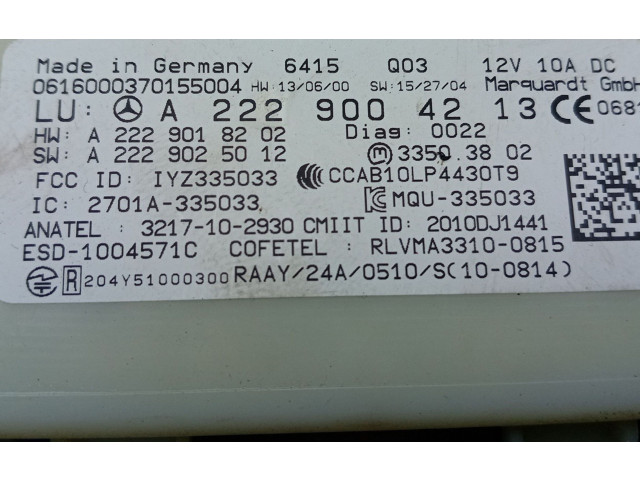 Made in Germany 6415 Q03 12V 10A DC
0616000370155004 HW:13/06/00 SW:15/27/04 Marquardt GmbH
LU: A 222 900 42 13 CE 068
HW: A 222 901 82 02 Diag: 0022
SW: A 222 902 50 12 m 3350.38 02
FCC ID: IYZ335033 CCC CCAB10LP4430T9
IC: 2701A-335033 MQU-335033
ANATEL: 3217-10-2930 CMIIT ID: 2010DJ1441
ESD-1004571C COFETEL: RLVMA3310-0815
R 204Y51000300 RAAY/24A/0510/S(10-0814)